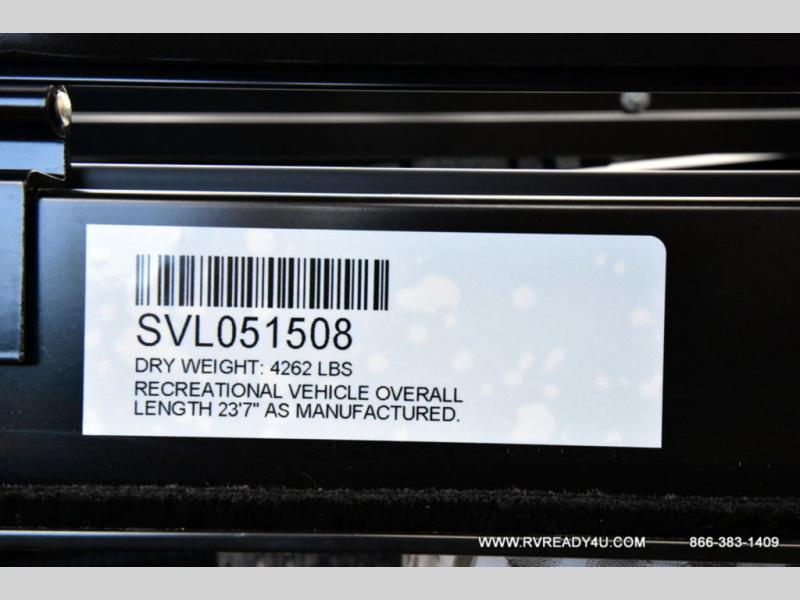 SVL051508
DRY WEIGHT: 4262 LBS
RECREATIONAL VEHICLE OVERALL
LENGTH 23'7" AS MANUFACTURED.
WWW.RVREADY4U.COM 866-383-1409